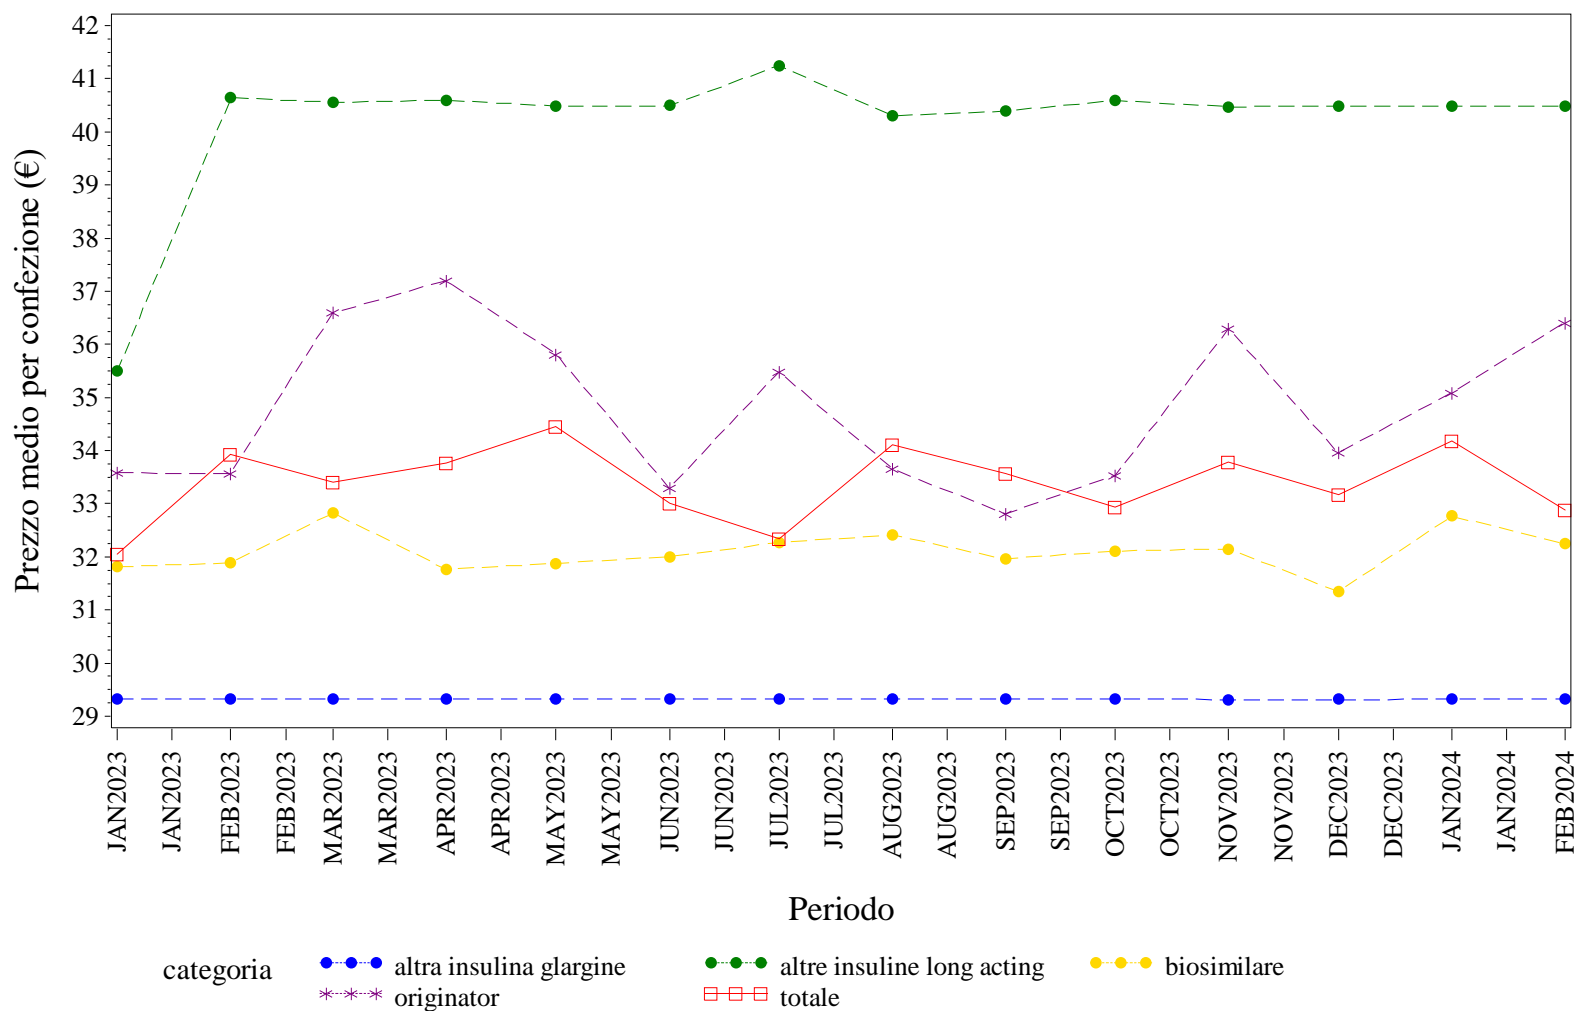 Prezzo medio per confezione (€)
42
41
40
39
38
37
36
35
34
33
32
31
30
29
JAN2023
JAN2023
FEB2023
FEB2023
MAR2023
MAR2023
APR2023
APR2023
MAY2023
MAY2023
JUN2023
JUN2023
JUL2023
JUL2023
AUG2023
AUG2023
SEP2023
SEP2023
OCT2023
OCT2023
NOV2023
NOV2023
DEC2023
DEC2023
JAN2024
JAN2024
FEB2024
Periodo
categoria
altra insulina glargine
altre insuline long acting
biosimilare
originator
totale